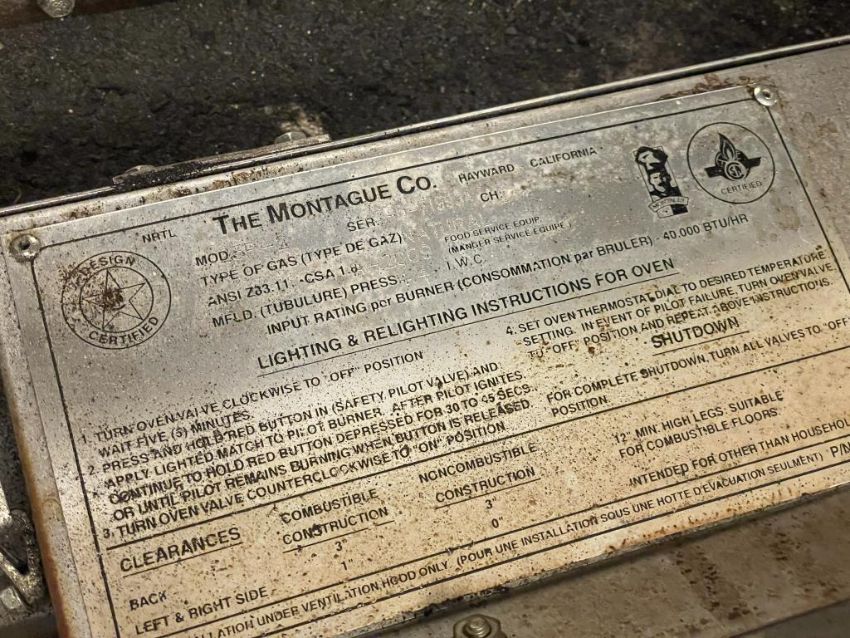 NRTL
THE MONTAGUE CO. HAYWARD CALIFORNIA
DESIGN
CERTIFIED
CERTIFIED
MOD. SER. CH.
TYPE OF GAS (TYPE DE GAZ)
FOOD SERVICE EQUIP.
(MANGER SERVICE EQUIPE)
ANSI Z83.11 - CSA 1.8
MFLD. (TUBULURE) PRESS. I.W.C.
INPUT RATING per BURNER (CONSOMMATION par BRULER) - 40,000 BTU/HR
LIGHTING & RELIGHTING INSTRUCTIONS FOR OVEN
1. TURN OVEN VALVE CLOCKWISE TO "OFF" POSITION
WAIT FIVE (5) MINUTES.
2. PRESS AND HOLD RED BUTTON IN (SAFETY PILOT VALVE) AND
APPLY LIGHTED MATCH TO PILOT BURNER. AFTER PILOT IGNITES
CONTINUE TO HOLD RED BUTTON DEPRESSED FOR 30 TO 45 SECS.
OR UNTIL PILOT REMAINS BURNING WHEN BUTTON IS RELEASED.
3. TURN OVEN VALVE COUNTERCLOCKWISE TO "ON" POSITION
4. SET OVEN THERMOSTAT DIAL TO DESIRED TEMPERATURE
SETTING. IN EVENT OF PILOT FAILURE, TURN OVEN VALVE
TO "OFF" POSITION AND REPEAT ABOVE INSTRUCTIONS.
SHUTDOWN
FOR COMPLETE SHUTDOWN, TURN ALL VALVES TO "OFF"
POSITION.
CLEARANCES
COMBUSTIBLE
CONSTRUCTION
NONCOMBUSTIBLE
CONSTRUCTION
12" MIN. HIGH LEGS, SUITABLE
FOR COMBUSTIBLE FLOORS
BACK 3" 3"
LEFT & RIGHT SIDE 1" 0"
INTENDED FOR OTHER THAN HOUSEHOL
ATION UNDER VENTILATION HOOD ONLY (POUR UNE INSTALLATION SOUS UNE HOTTE D'EVACUATION SEULMENT) P/N